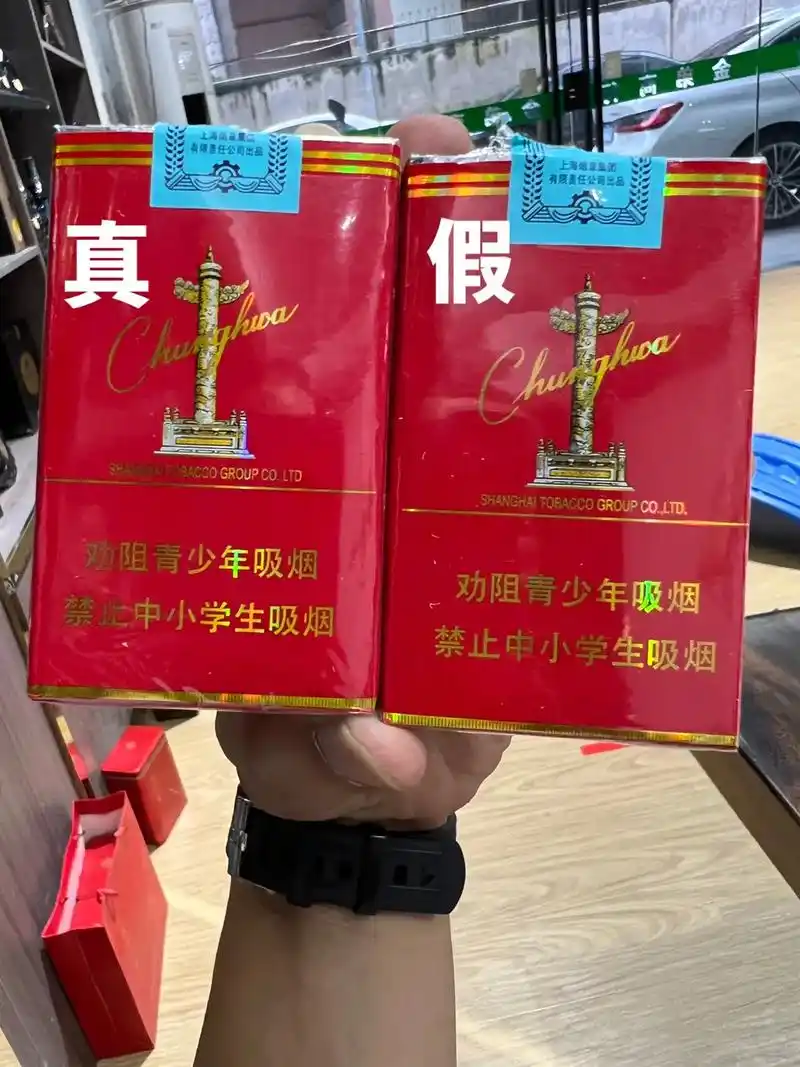 上海烟草集团
有限责任公司出品
真
Chunghwa
SHANGHAI TOBACCO GROUP CO.,LTD
劝阻青少年吸烟
禁止中小学生吸烟
上海烟草集团
有限责任公司出品
假
Chunghwa
SHANGHAI TOBACCO GROUP CO.,LTD.
劝阻青少年吸烟
禁止中小学生吸烟